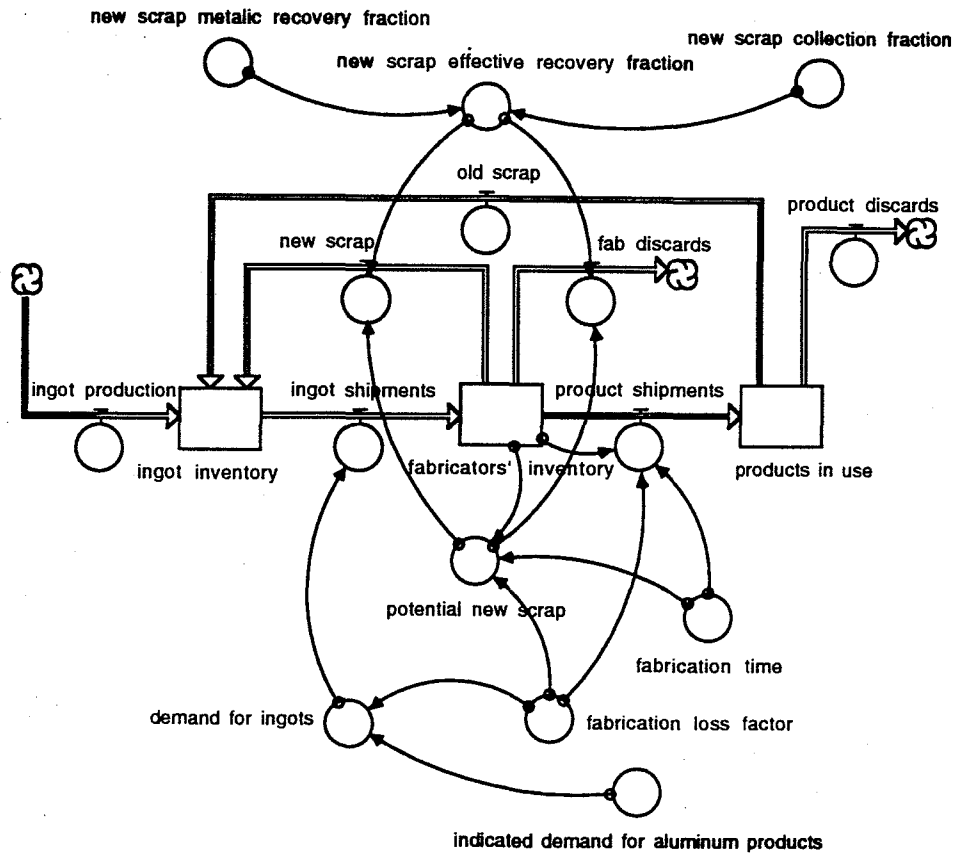 new scrap metalic recovery fraction
new scrap collection fraction
new scrap effective recovery fraction
old scrap
product discards
new scrap
fab discards
ingot production
ingot shipments
product shipments
ingot inventory
fabricators' inventory
products in use
potential new scrap
fabrication time
demand for ingots
fabrication loss factor
indicated demand for aluminum products